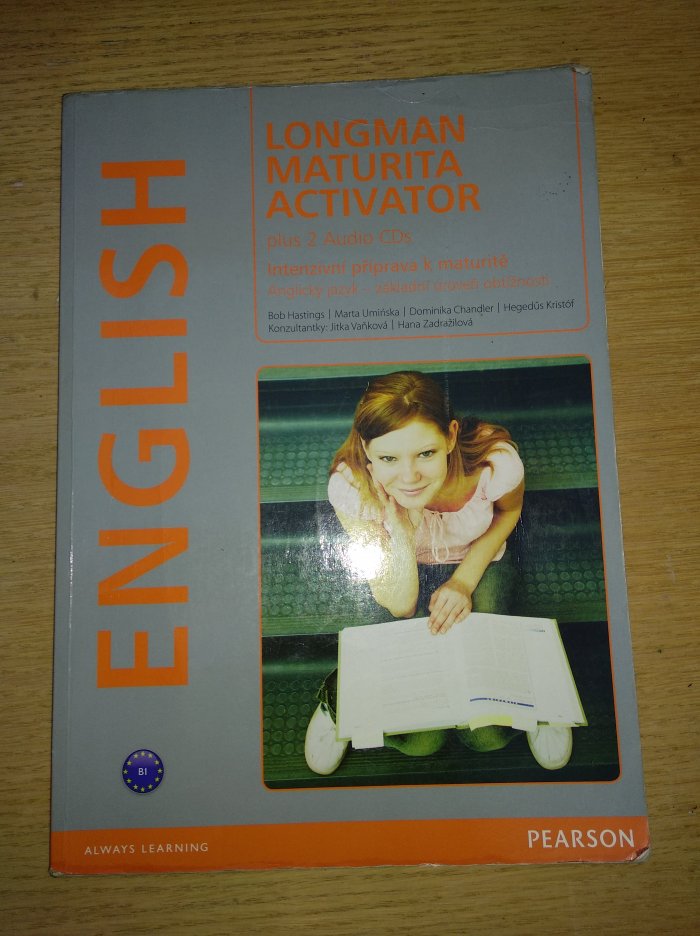 ENGLISH
LONGMAN
MATURITA
ACTIVATOR
plus 2 Audio CDs
Intenzivní příprava k maturitě
Anglický jazyk – základní úroveň obtížnosti
Bob Hastings | Marta Umińska | Dominika Chandler | Hegedűs Kristóf
Konzultantky: Jitka Vaňková | Hana Zadražilová
B1
ALWAYS LEARNING
PEARSON